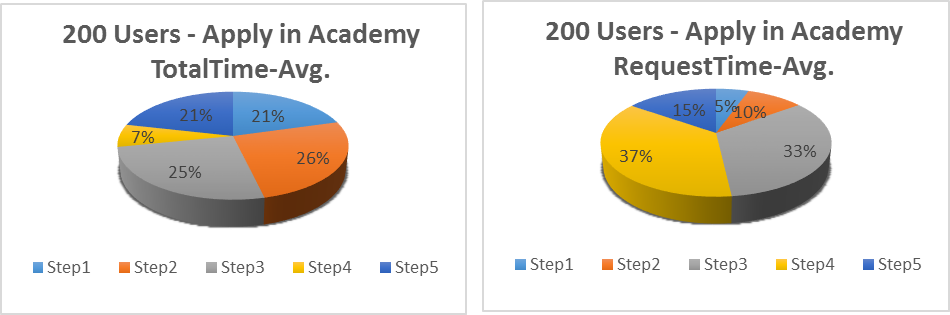 200 Users - Apply in Academy
TotalTime-Avg.
21%
21%
7%
26%
25%
Step1 Step2 Step3 Step4 Step5
200 Users - Apply in Academy
RequestTime-Avg.
15%
5%
10%
37%
33%
Step1 Step2 Step3 Step4 Step5